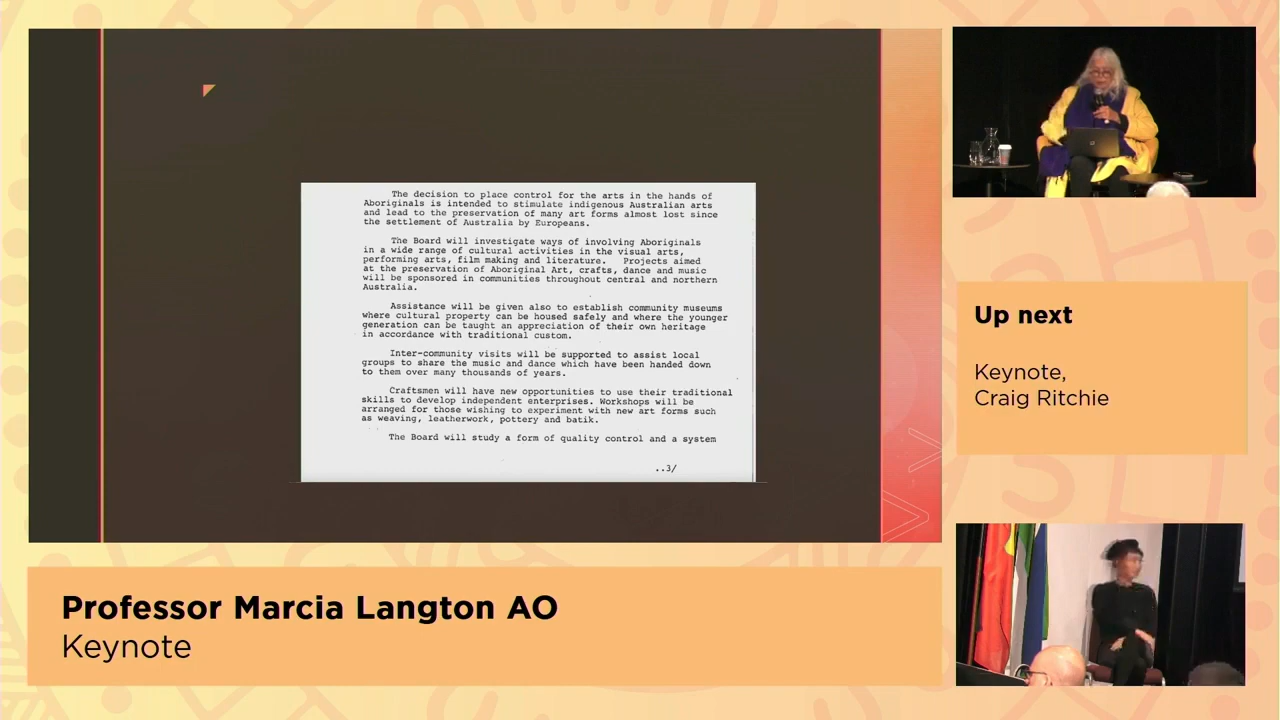 The decision to place control for the arts in the hands of
Aboriginals is intended to stimulate indigenous Australian arts
and lead to the preservation of many art forms almost lost since
the settlement of Australia by Europeans.
The Board will investigate ways of involving Aboriginals
in a wide range of cultural activities in the visual arts,
performing arts, film making and literature. Projects aimed
at the preservation of Aboriginal Art, crafts, dance and music
will be sponsored in communities throughout central and northern
Australia.
Assistance will be given also to establish community museums
where cultural property can be housed safely and where the younger
generation can be taught an appreciation of their own heritage
in accordance with traditional custom.
Inter-community visits will be supported to assist local
groups to share the music and dance which have been handed down
to them over many thousands of years.
Craftsmen will have new opportunities to use their traditional
skills to develop independent enterprises. Workshops will be
arranged for those wishing to experiment with new art forms such
as weaving, leatherwork, pottery and batik.
The Board will study a form of quality control and a system
..3/
Up next
Keynote,
Craig Ritchie
Professor Marcia Langton AO
Keynote